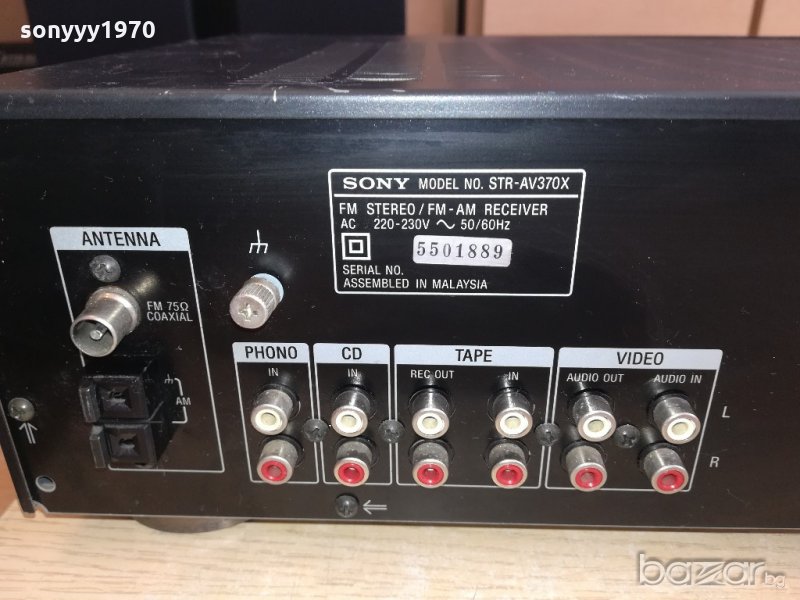 sonyyy1970
SONY MODEL NO. STR-AV370X
FM STEREO/FM-AM RECEIVER
AC 220-230V ~ 50/60Hz
5501889
SERIAL NO.
ASSEMBLED IN MALAYSIA
ANTENNA
FM 75Ω
COAXIAL
AM
PHONO CD TAPE VIDEO
IN IN REC OUT IN AUDIO OUT AUDIO IN
L
R
bazar.bg